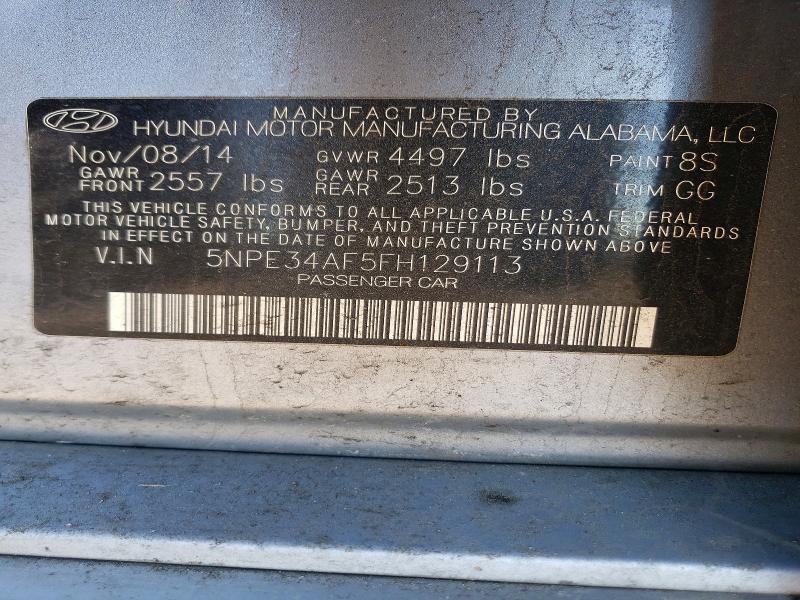 MANUFACTURED BY
HYUNDAI MOTOR MANUFACTURING ALABAMA, LLC
Nov/08/14 GVWR 4497 lbs PAINT 8S
GAWR FRONT 2557 lbs GAWR REAR 2513 lbs TRIM GG
THIS VEHICLE CONFORMS TO ALL APPLICABLE U.S.A. FEDERAL
MOTOR VEHICLE SAFETY, BUMPER, AND THEFT PREVENTION STANDARDS
IN EFFECT ON THE DATE OF MANUFACTURE SHOWN ABOVE
V.I.N 5NPE34AF5FH129113
PASSENGER CAR